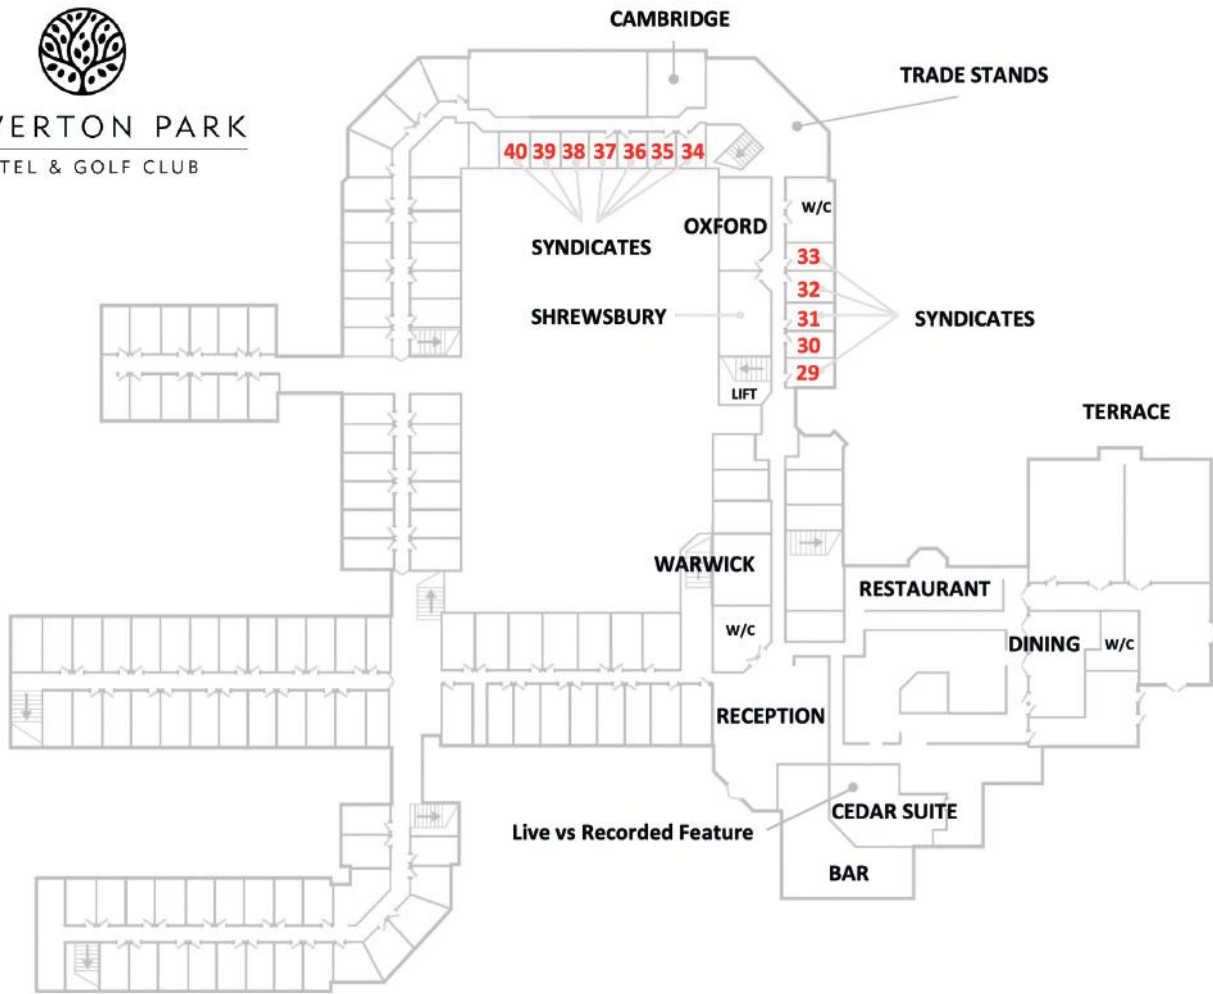 CAMBRIDGE
TRADE STANDS
VERTON PARK
TEL & GOLF CLUB
40 39 38 37 36 35 34
W/C
OXFORD
SYNDICATES
33
32
SHREWSBURY
31
SYNDICATES
30
29
LIFT
TERRACE
WARWICK
RESTAURANT
W/C
DINING
W/C
RECEPTION
CEDAR SUITE
Live vs Recorded Feature
BAR